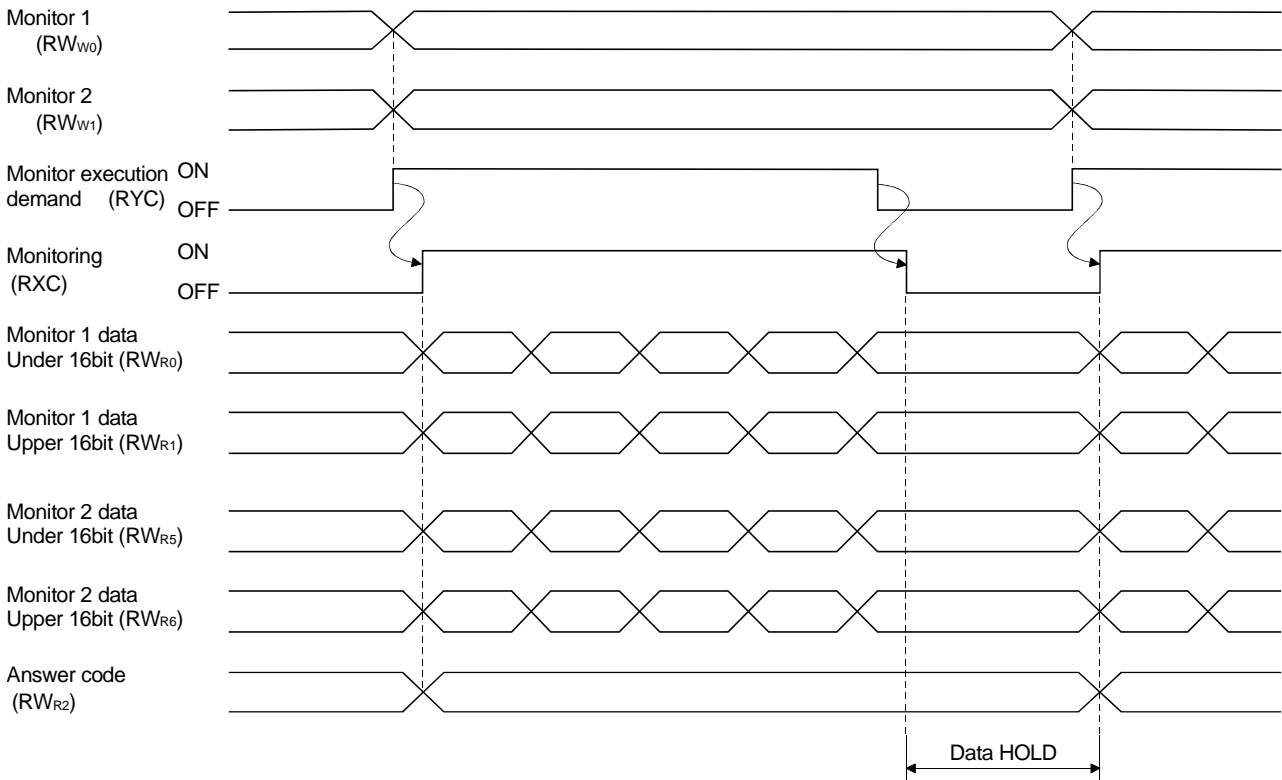 Monitor 1
(RWW0)
Monitor 2
(RWW1)
Monitor execution ON
demand (RYC) OFF
Monitoring ON
(RXC) OFF
Monitor 1 data
Under 16bit (RWR0)
Monitor 1 data
Upper 16bit (RWR1)
Monitor 2 data
Under 16bit (RWR5)
Monitor 2 data
Upper 16bit (RWR6)
Answer code
(RWR2)
Data HOLD